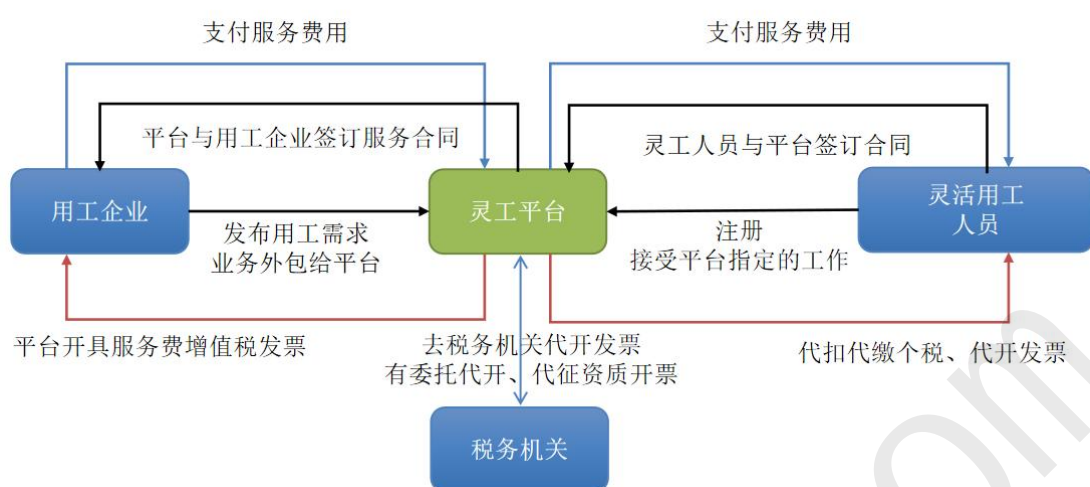 支付服务费用
支付服务费用
平台与用工企业签订服务合同
灵工人员与平台签订合同
用工企业
灵工平台
灵活用工
人员
发布用工需求
业务外包给平台
注册
接受平台指定的工作
平台开具服务费增值税发票
去税务机关代开发票
有委托代开、代征资质开票
代扣代缴个税、代开发票
税务机关
om